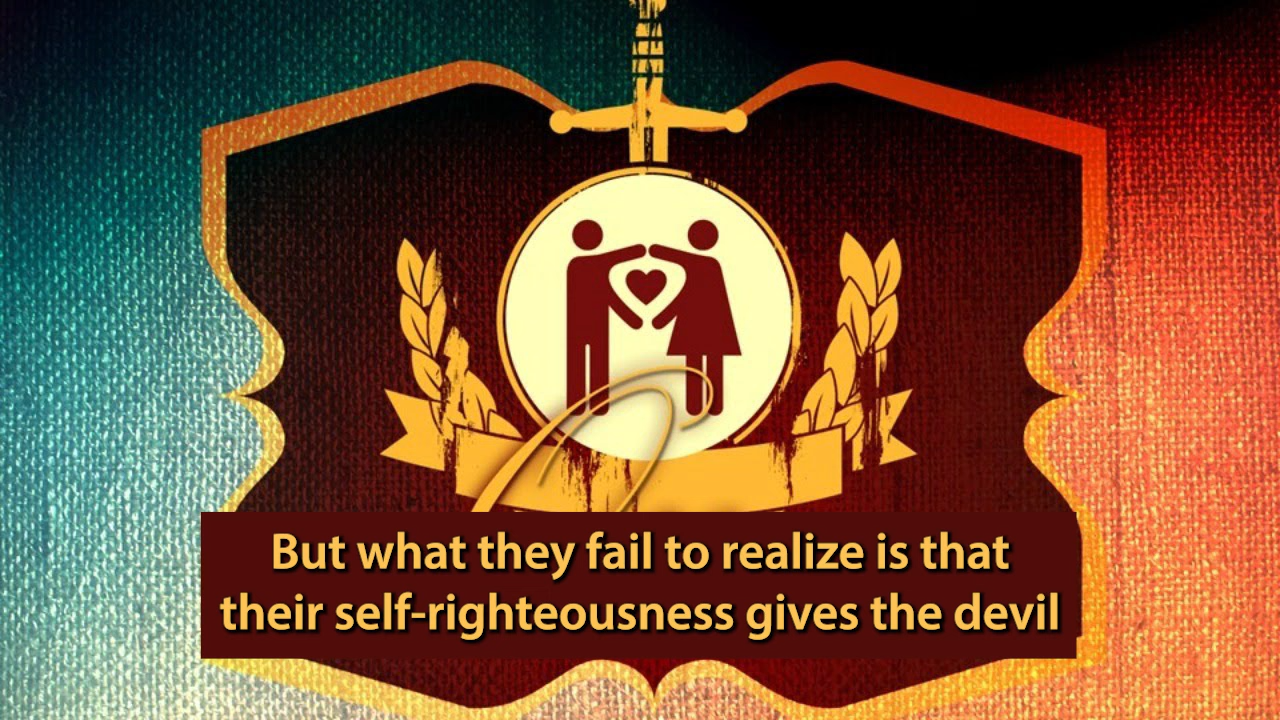 But what they fail to realize is that
their self-righteousness gives the devil